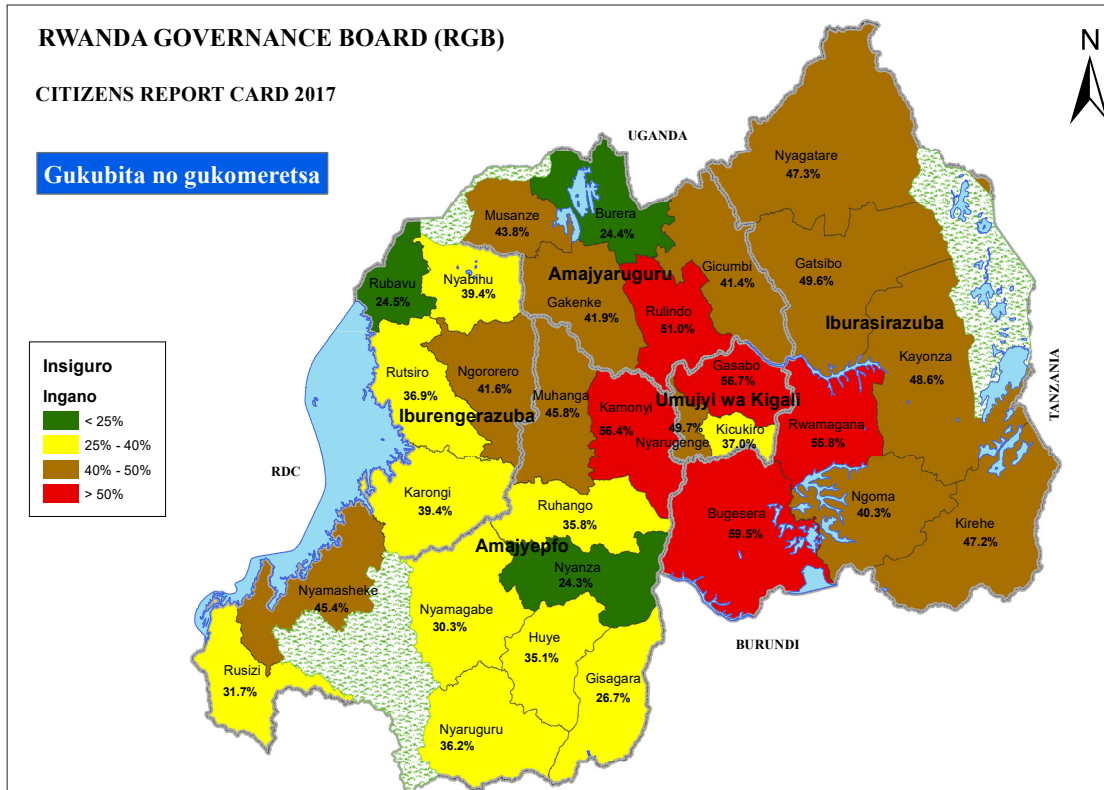 RWANDA GOVERNANCE BOARD (RGB)
CITIZENS REPORT CARD 2017
Gukubita no gukomeretsa
N
UGANDA
Nyagatare
47.3%
Musanze
43.8%
Burera
24.4%
Rubavu
24.5%
Nyabihu
39.4%
Amajyaruguru
Gicumbi
41.4%
Gatsibo
49.6%
Gakenke
41.9%
Rulindo
51.0%
Iburasirazuba
Kayonza
48.6%
TANZANIA
Insiguro
Ingano
< 25%
25% - 40%
40% - 50%
> 50%
Rutsiro
36.9%
Ngororero
41.6%
Iburengerazuba
Muhanga
45.8%
Kamonyi
56.4%
Gasabo
56.7%
Umujyi wa Kigali
49.7%
Nyarugenge
Kicukiro
37.0%
Rwamagana
55.8%
RDC
Karongi
39.4%
Ruhango
35.8%
Bugesera
59.5%
Ngoma
40.3%
Kirehe
47.2%
Amajyepfo
Nyanza
24.3%
Nyamasheke
45.4%
Nyamagabe
30.3%
Huye
35.1%
BURUNDI
Rusizi
31.7%
Gisagara
26.7%
Nyaruguru
36.2%